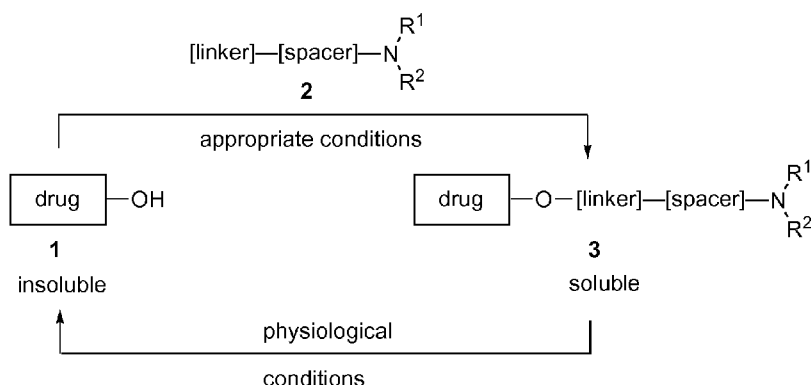 [linker]—[spacer]—N
R1
R2
2
appropriate conditions
drug
—OH
1
insoluble
drug
—O—[linker]—[spacer]—N
R1
R2
3
soluble
physiological
conditions